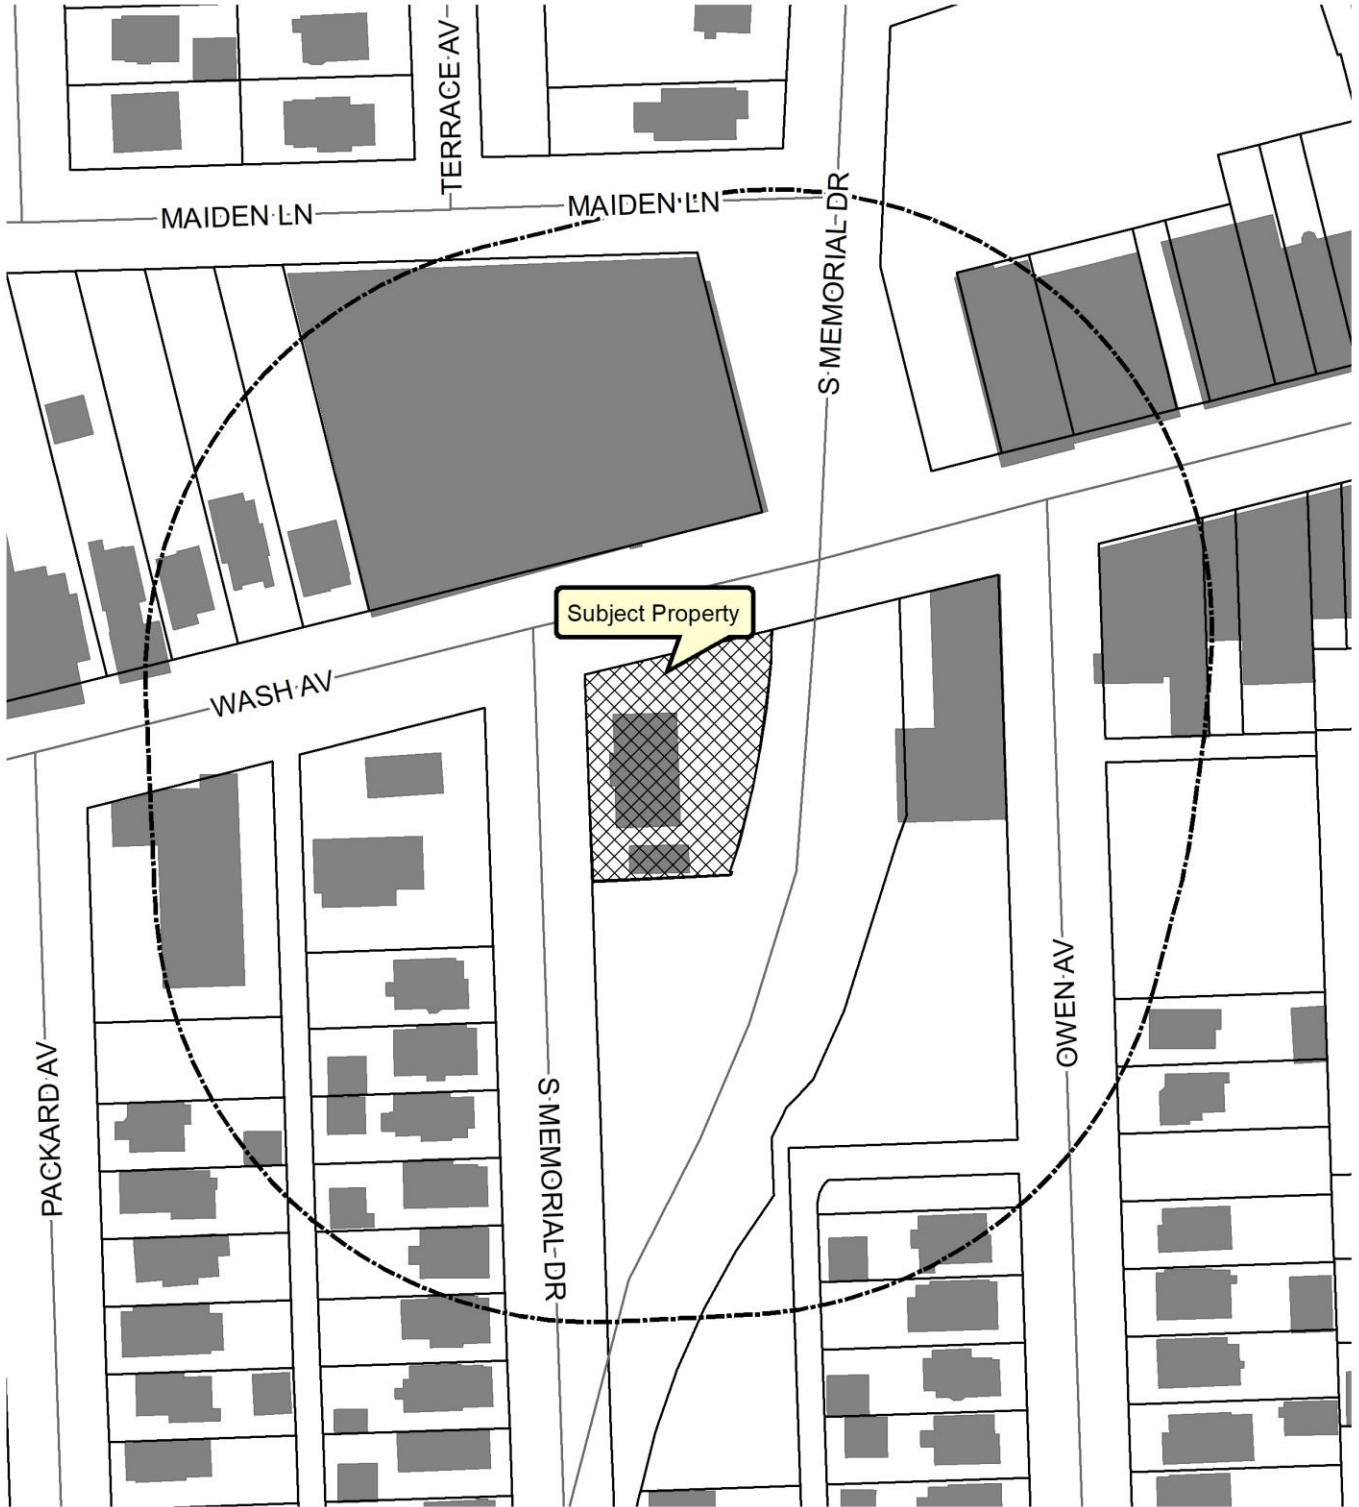 TERRACE AV
MAIDEN LN
MAIDEN LN
S MEMORIAL DR
Subject Property
WASH AV
OWEN AV
PACKARD AV
S MEMORIAL DR